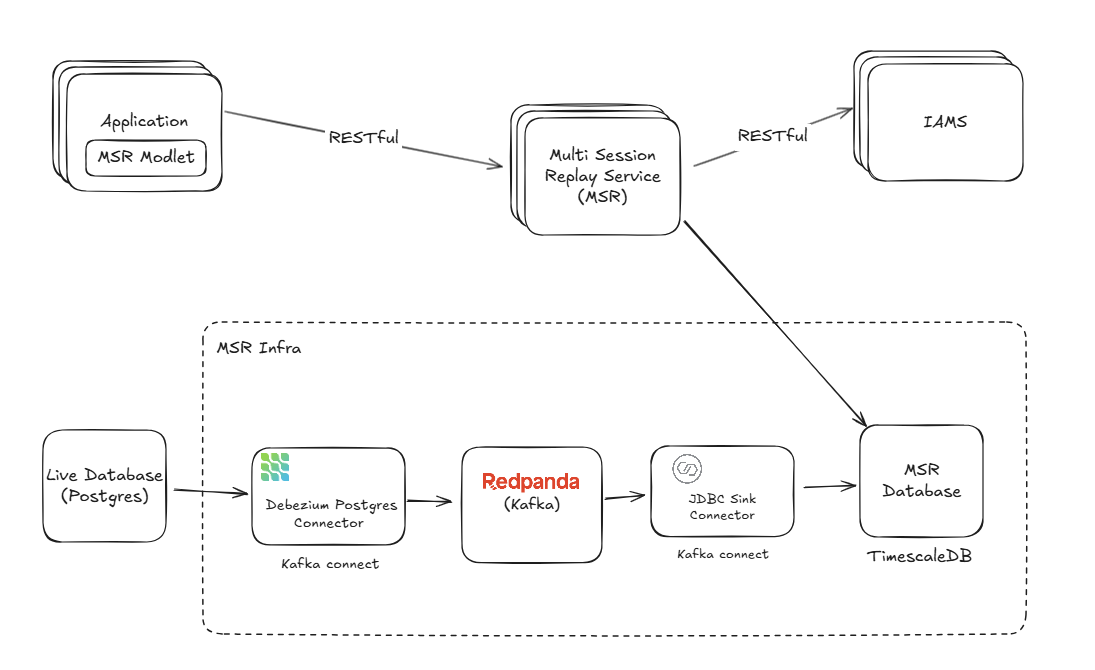 Application
MSR Modlet
RESTful
Multi Session
Replay Service
(MSR)
RESTful
IAMS
MSR Infra
Live Database
(Postgres)
Debezium Postgres
Connector
Kafka connect
Redpanda
(Kafka)
JDBC Sink
Connector
Kafka connect
MSR
Database
TimescaleDB